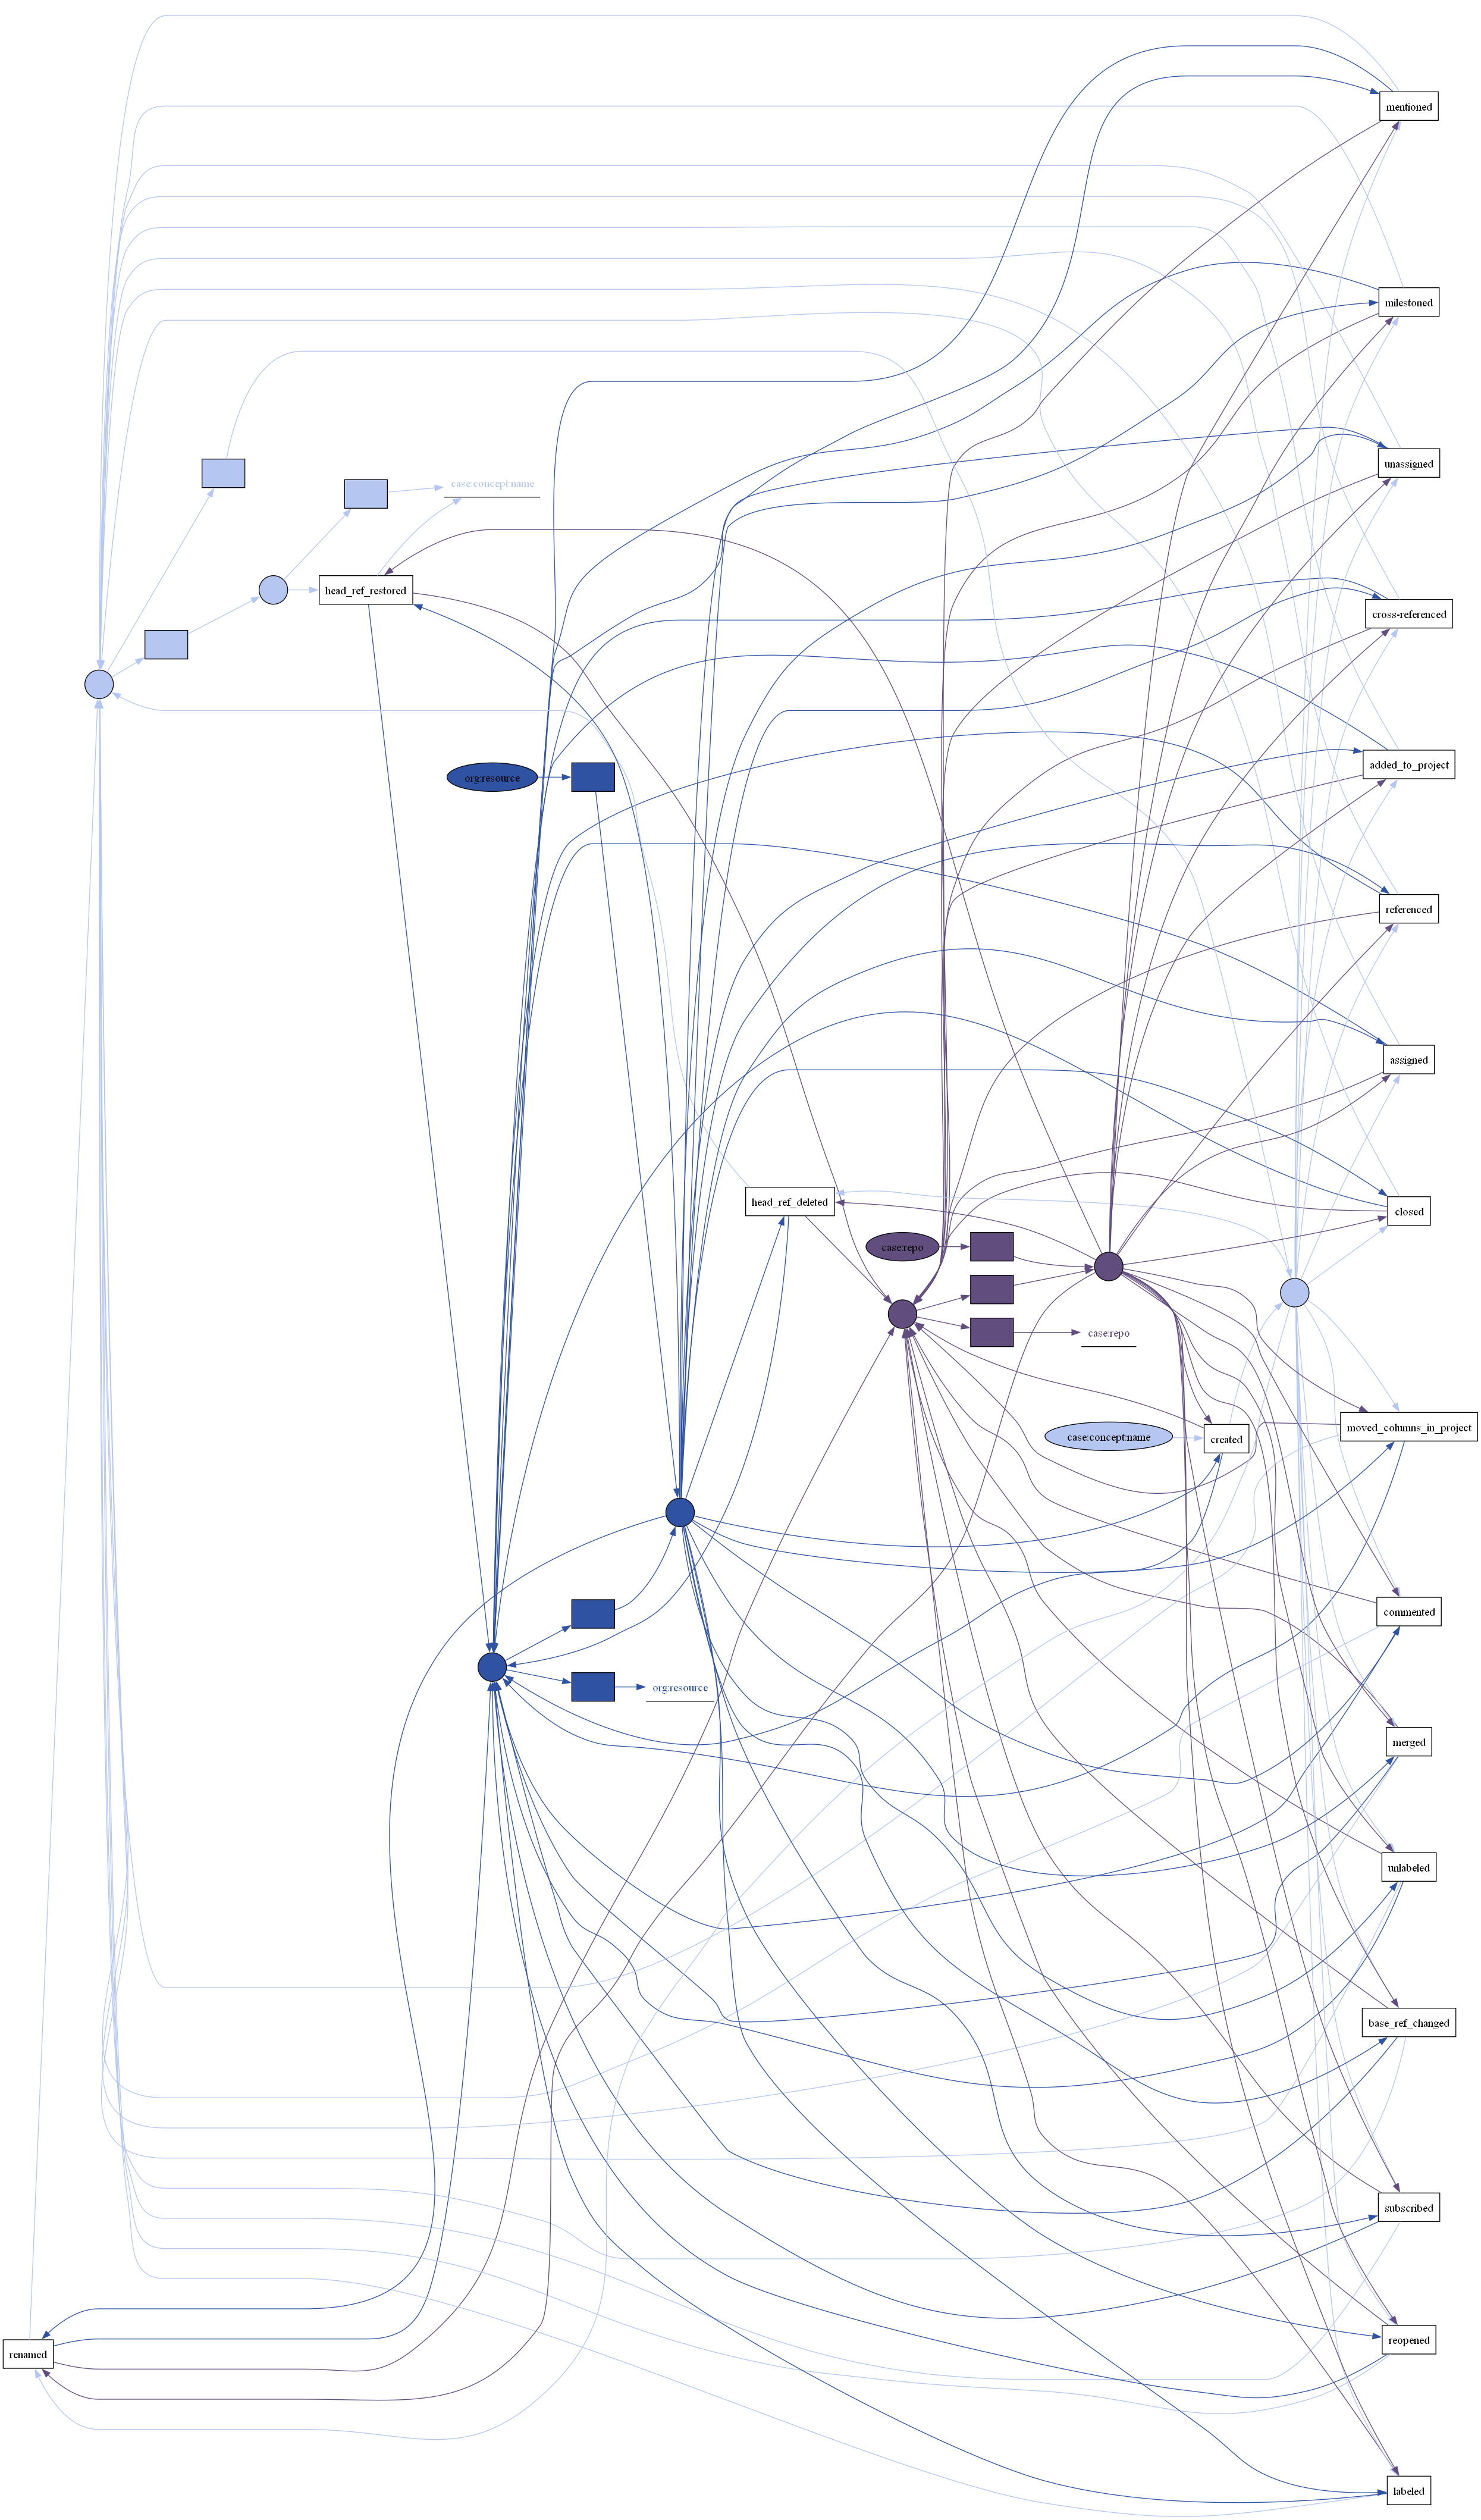 mentioned
milestoned
unassigned
case:concept:name
head_ref_restored
cross-referenced
added_to_project
org:resource
referenced
assigned
head_ref_deleted
closed
case:repo
case:repo
moved_columns_in_project
case:concept:name
created
commented
org:resource
merged
unlabeled
base_ref_changed
subscribed
reopened
renamed
labeled